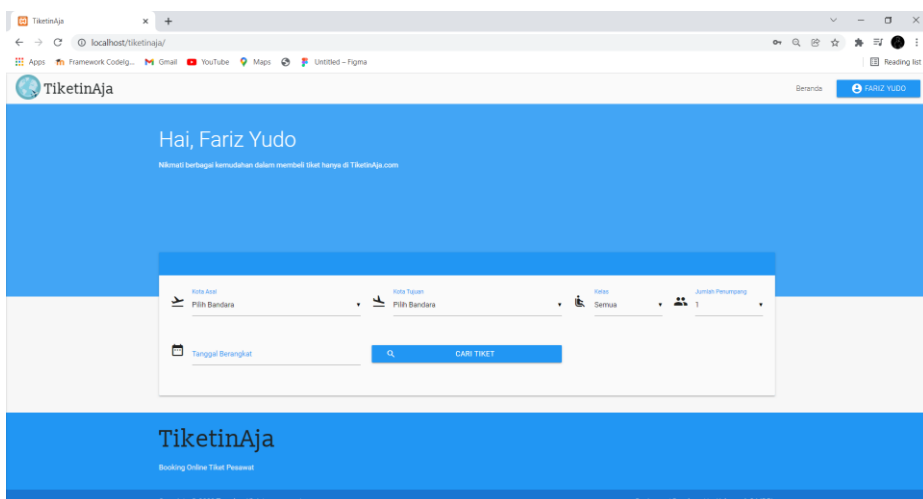 TiketinAja
localhost/tiketinaja/
Apps Framework CodeIg... Gmail YouTube Maps Untitled – Figma Reading list
TiketinAja Beranda FARIZ YUDO
Hai, Fariz Yudo
Nikmati berbagai kemudahan dalam membeli tiket hanya di TiketinAja.com
Kota Asal Kota Tujuan Kelas Jumlah Penumpang
Pilih Bandara Pilih Bandara Semua 1
Tanggal Berangkat CARI TIKET
TiketinAja
Booking Online Tiket Pesawat